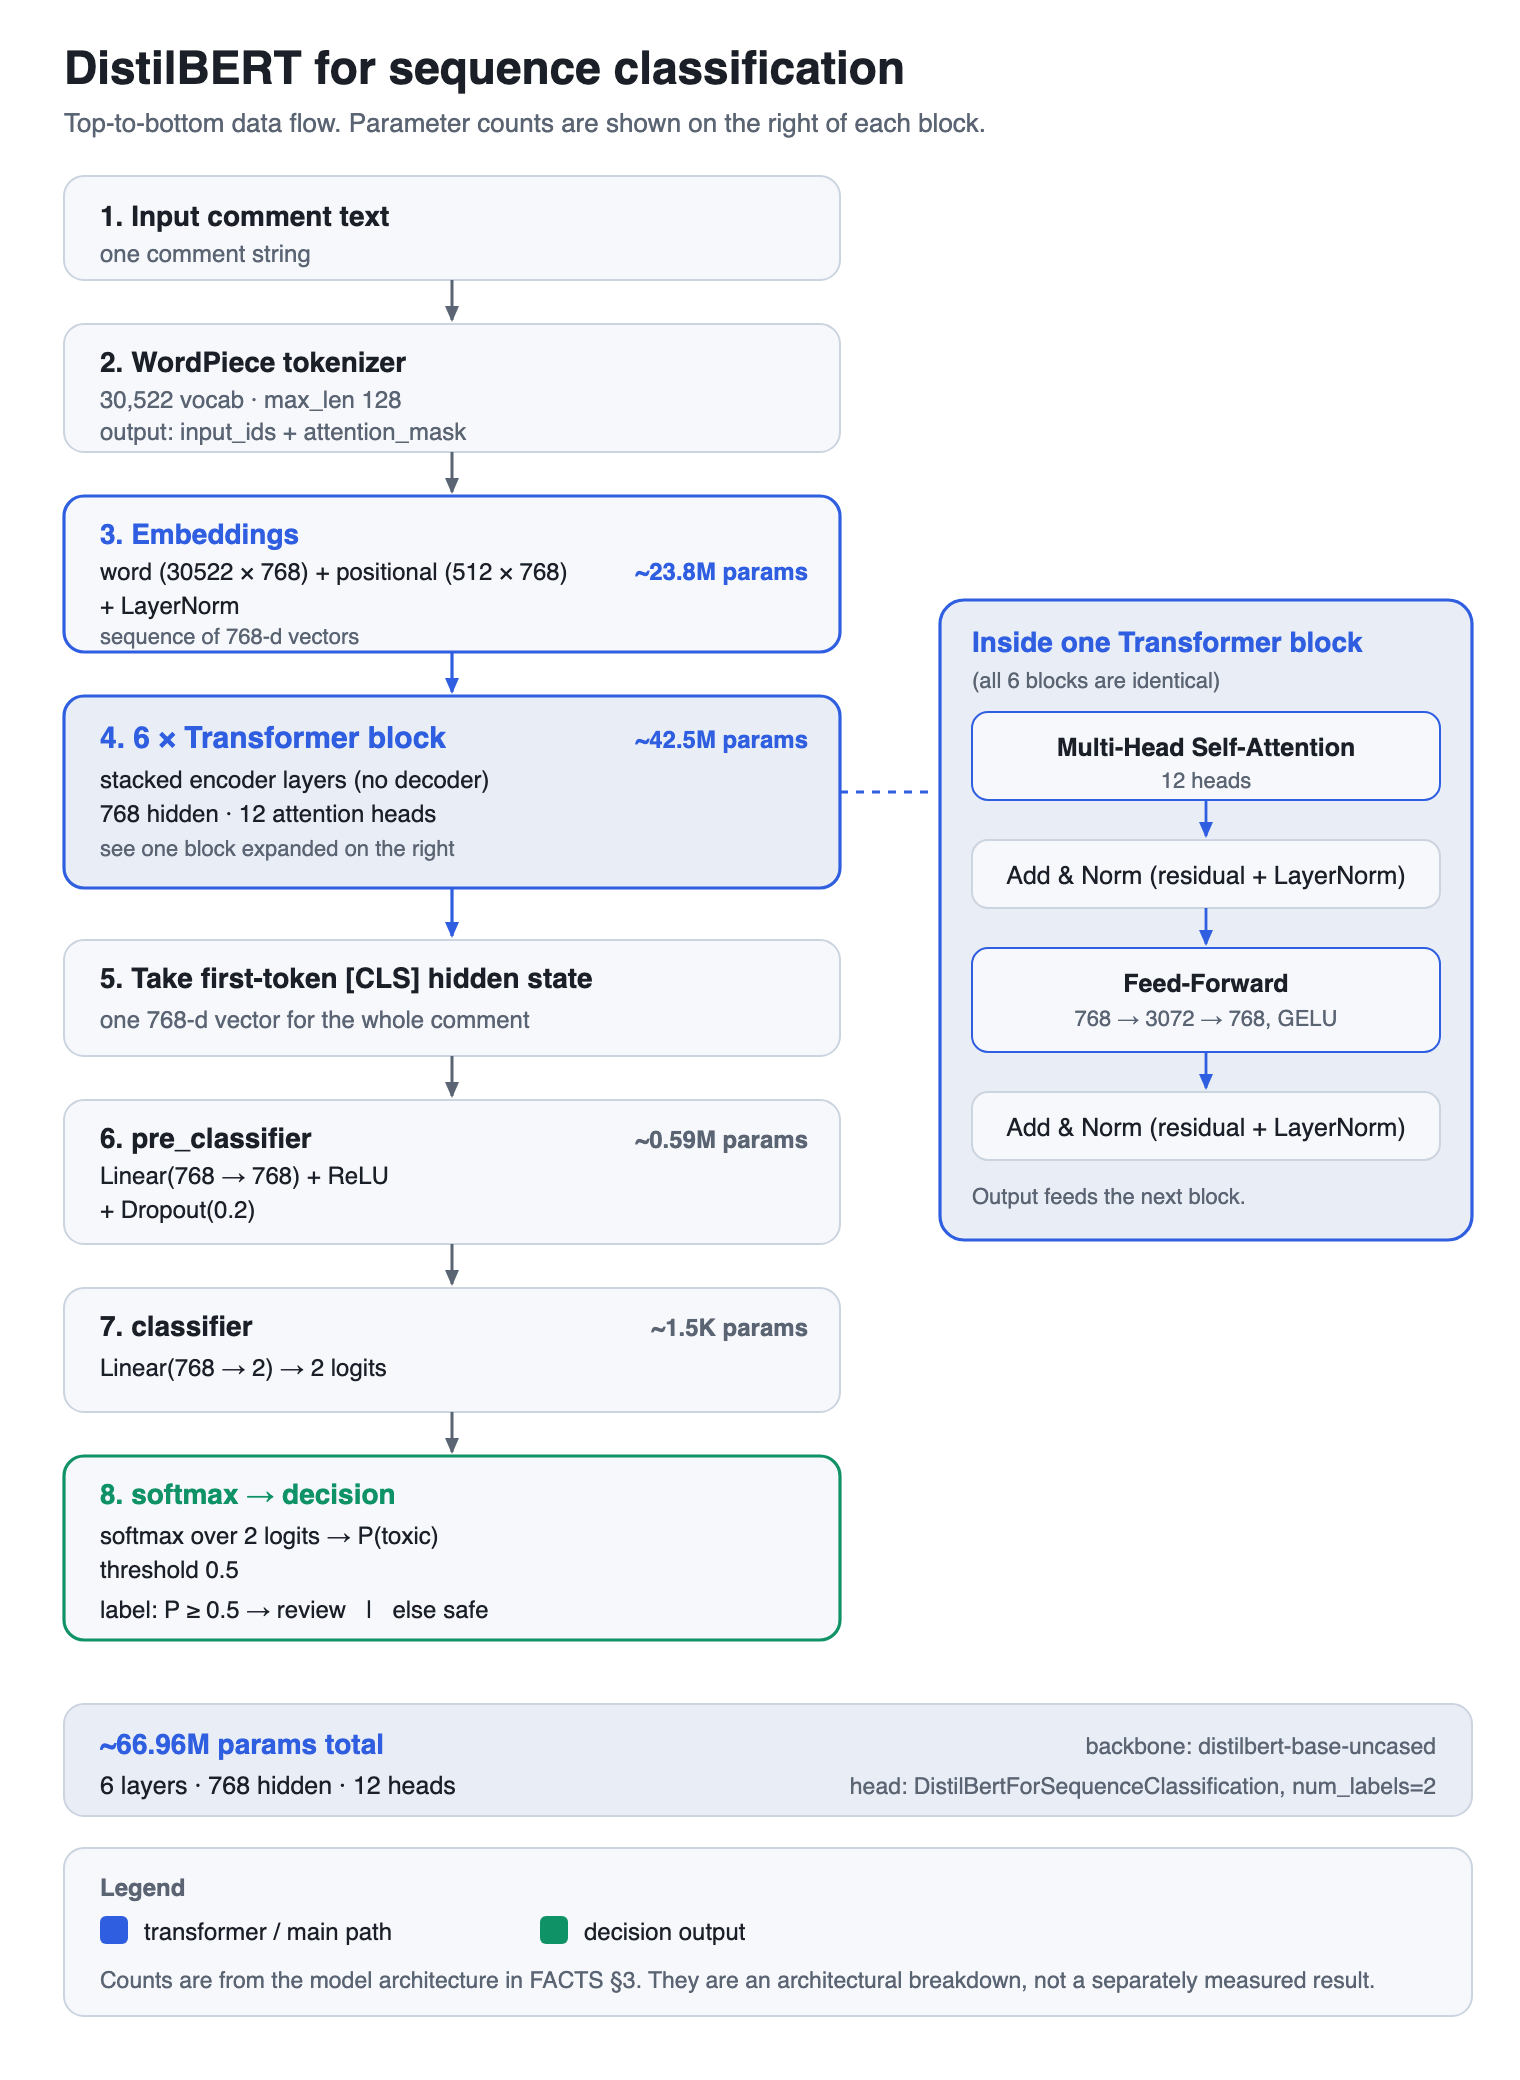 DistilBERT for sequence classification
Top-to-bottom data flow. Parameter counts are shown on the right of each block.
1. Input comment text
one comment string
2. WordPiece tokenizer
30,522 vocab · max_len 128
output: input_ids + attention_mask
3. Embeddings
word (30522 × 768) + positional (512 × 768)
~23.8M params
+ LayerNorm
sequence of 768-d vectors
4. 6 × Transformer block
~42.5M params
stacked encoder layers (no decoder)
768 hidden · 12 attention heads
see one block expanded on the right
Inside one Transformer block
(all 6 blocks are identical)
Multi-Head Self-Attention
12 heads
Add & Norm (residual + LayerNorm)
Feed-Forward
768 → 3072 → 768, GELU
Add & Norm (residual + LayerNorm)
Output feeds the next block.
5. Take first-token [CLS] hidden state
one 768-d vector for the whole comment
6. pre_classifier
~0.59M params
Linear(768 → 768) + ReLU
+ Dropout(0.2)
7. classifier
~1.5K params
Linear(768 → 2) → 2 logits
8. softmax → decision
softmax over 2 logits → P(toxic)
threshold 0.5
label: P ≥ 0.5 → review | else safe
~66.96M params total
6 layers · 768 hidden · 12 heads
backbone: distilbert-base-uncased
head: DistilBertForSequenceClassification, num_labels=2
Legend
transformer / main path
decision output
Counts are from the model architecture in FACTS §3. They are an architectural breakdown, not a separately measured result.